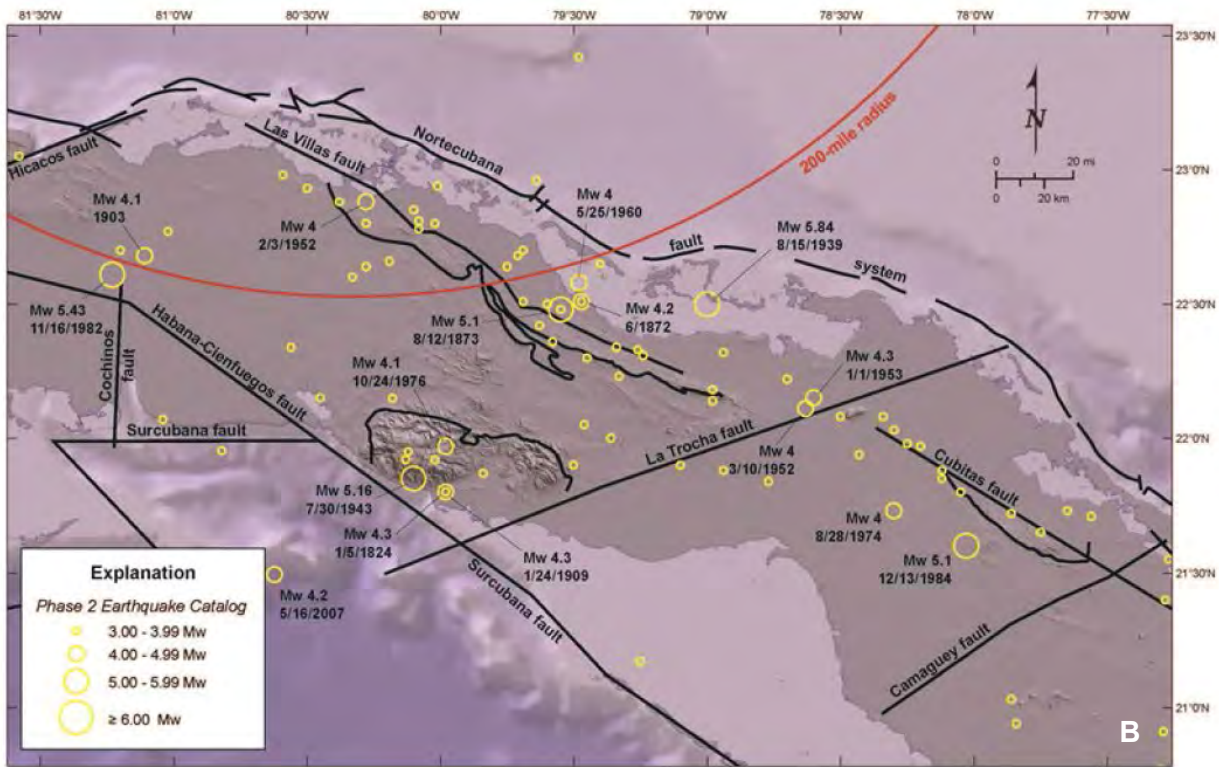 81°30'W 81°0'W 80°30'W 80°0'W 79°30'W 79°0'W 78°30'W 78°0'W 77°30'W
23°30'N
23°0'N
22°30'N
22°0'N
21°30'N
21°0'N
N
0 20 mi
0 20 km
200-mile radius
Hicacos fault
Las Villas fault
Nortecubana
fault
system
Mw 4.1
1903
Mw 4
2/3/1952
Mw 4
5/25/1960
Mw 5.84
8/15/1939
Mw 5.43
11/16/1982
Mw 5.1
8/12/1873
Mw 4.2
6/1872
Cochinos
fault
Habana-Cienfuegos fault
Mw 4.1
10/24/1976
Mw 4.3
1/1/1953
Surcubana fault
La Trocha fault
Mw 4
3/10/1952
Cubitas fault
Mw 5.16
7/30/1943
Mw 4.3
1/5/1824
Mw 4.3
1/24/1909
Mw 4
8/28/1974
Mw 5.1
12/13/1984
Mw 4.2
5/16/2007
Surcubana fault
Camaguey fault
Explanation
Phase 2 Earthquake Catalog
3.00 - 3.99 Mw
4.00 - 4.99 Mw
5.00 - 5.99 Mw
≥ 6.00 Mw
B